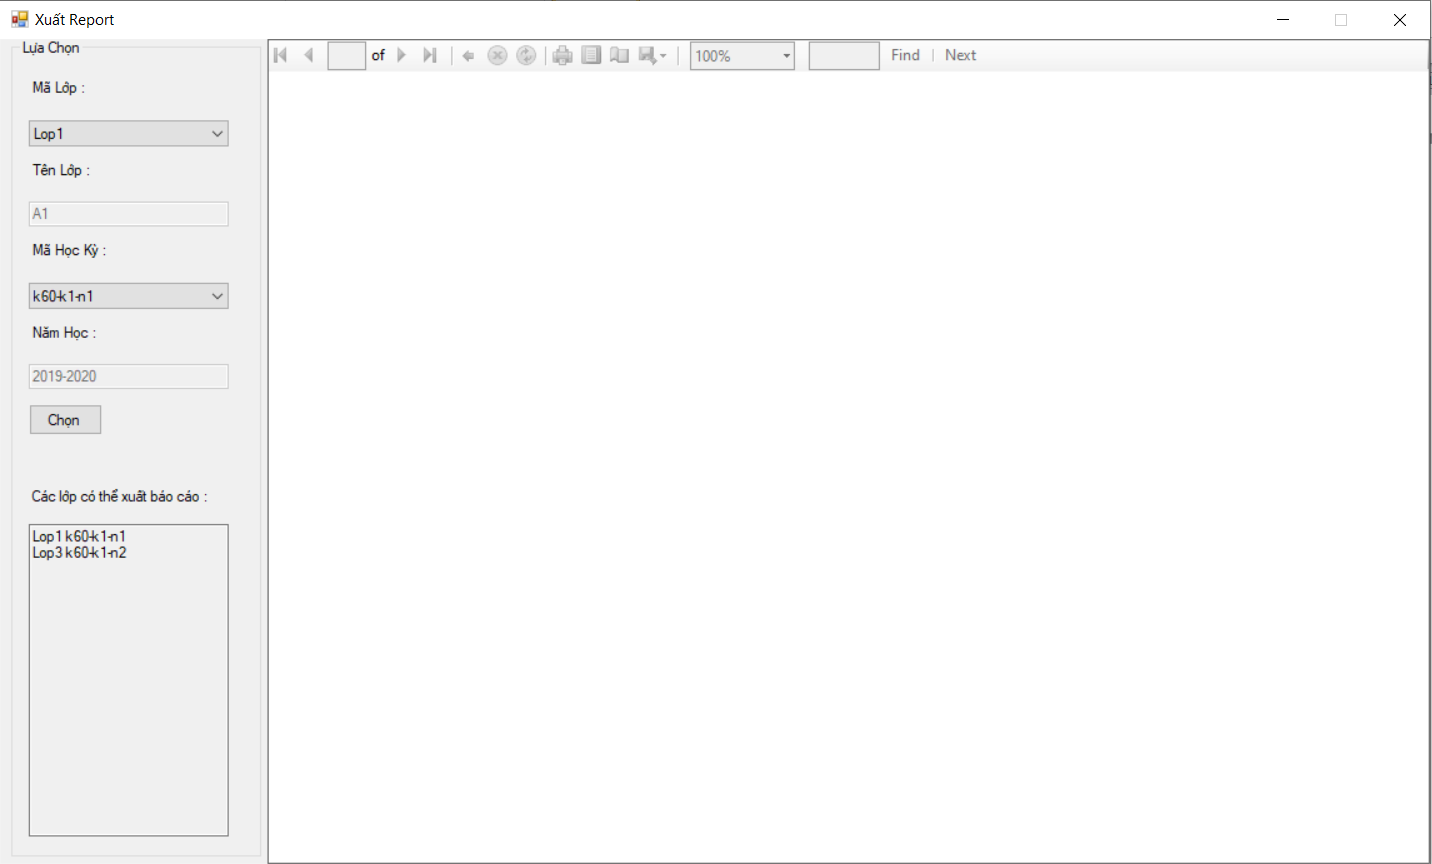 Xuất Report
Lựa Chọn
of
100%
Find
Next
Mã Lớp :
Lop1
Tên Lớp :
A1
Mã Học Kỳ :
k60-k1-n1
Năm Học :
2019-2020
Chọn
Các lớp có thể xuất báo cáo :
Lop1 k60-k1-n1
Lop3 k60-k1-n2